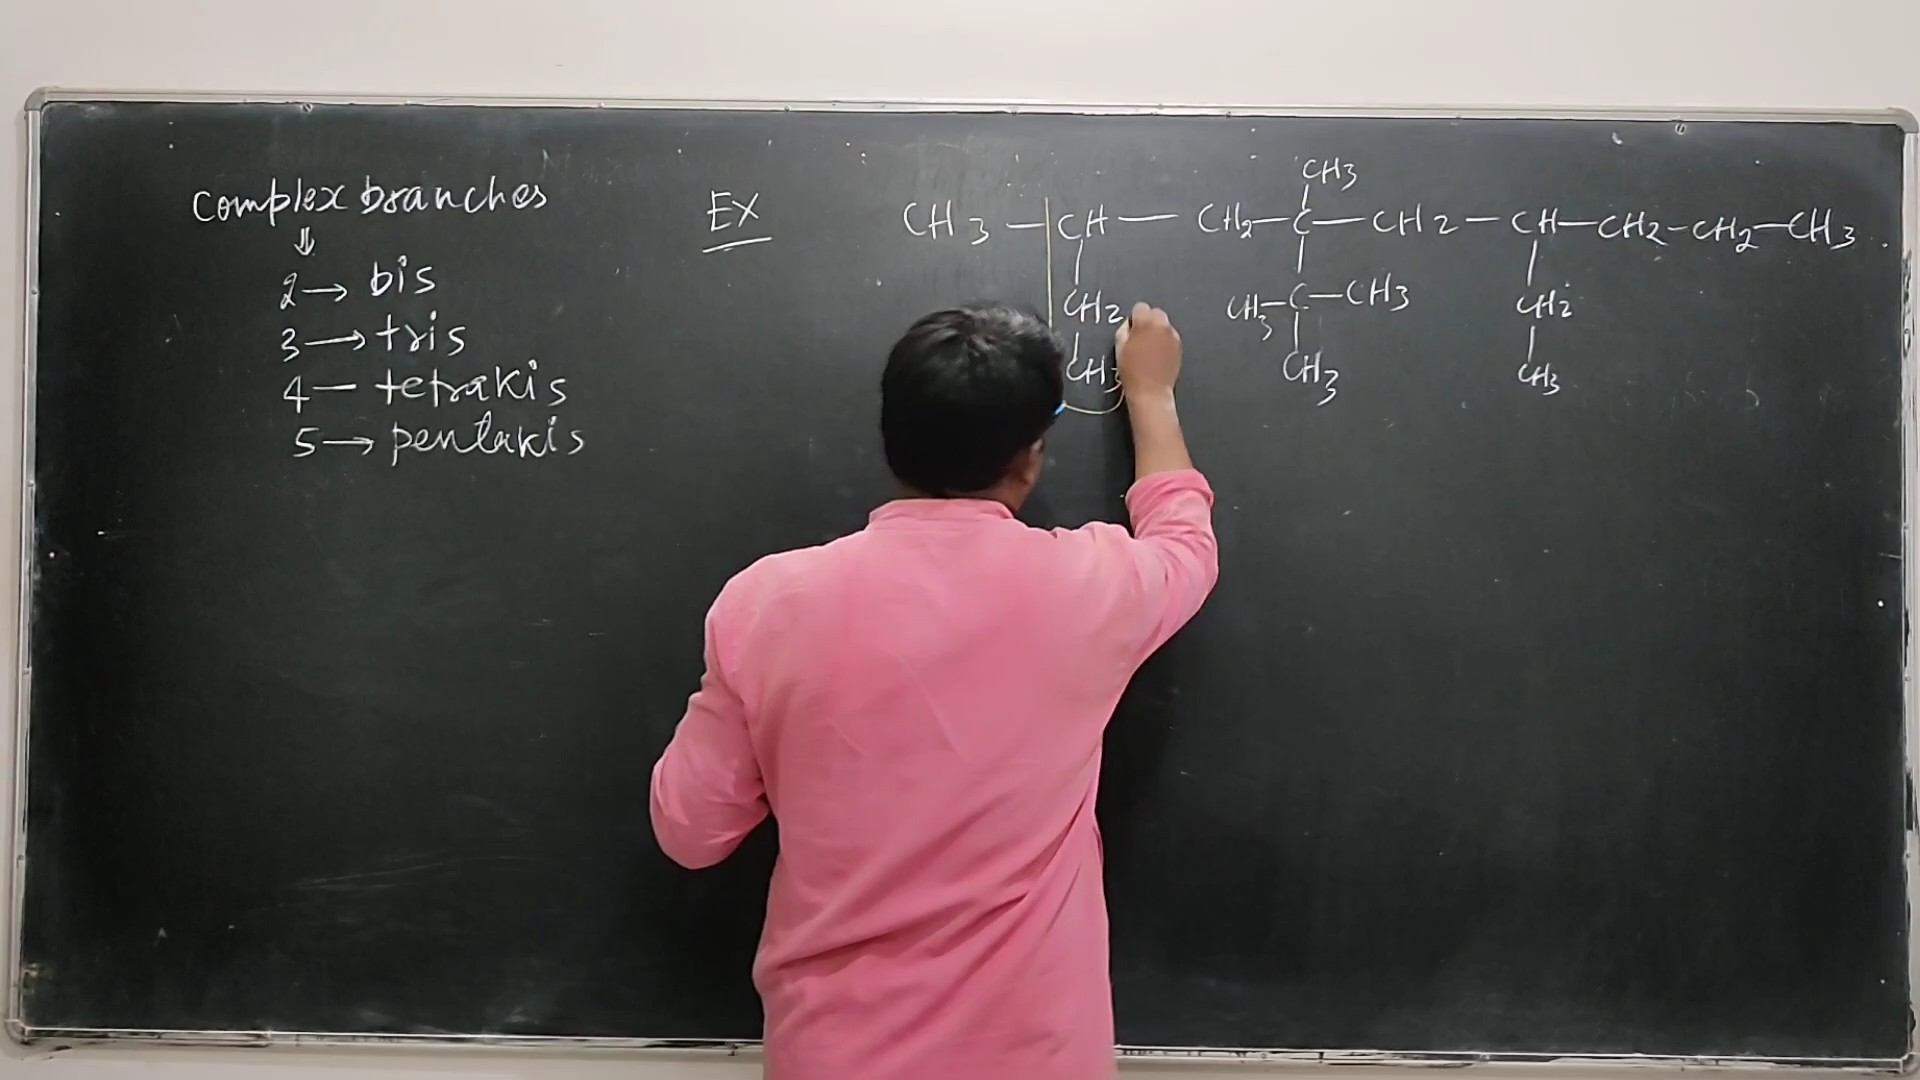 complex branches
⇓
2 → bis
3 → tris
4 — tetrakis
5 → pentakis
EX
CH3
CH3 — CH — CH2 — C — CH2 — CH — CH2 — CH2 — CH3
CH2 CH3 — C — CH3 CH2
CH3 CH3 CH3